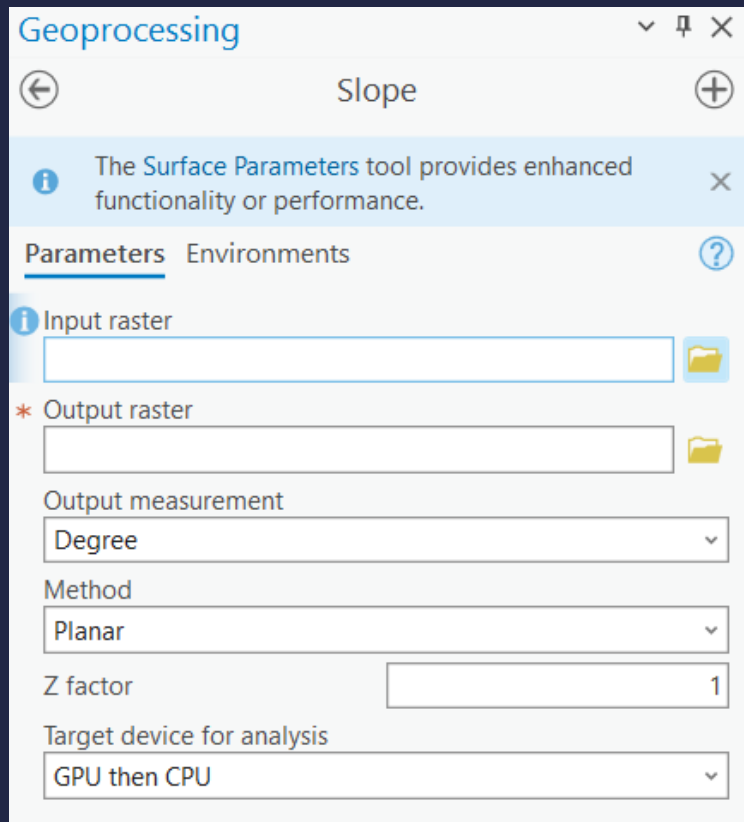 Geoprocessing
Slope
The Surface Parameters tool provides enhanced
functionality or performance.
Parameters Environments
Input raster
* Output raster
Output measurement
Degree
Method
Planar
Z factor 1
Target device for analysis
GPU then CPU